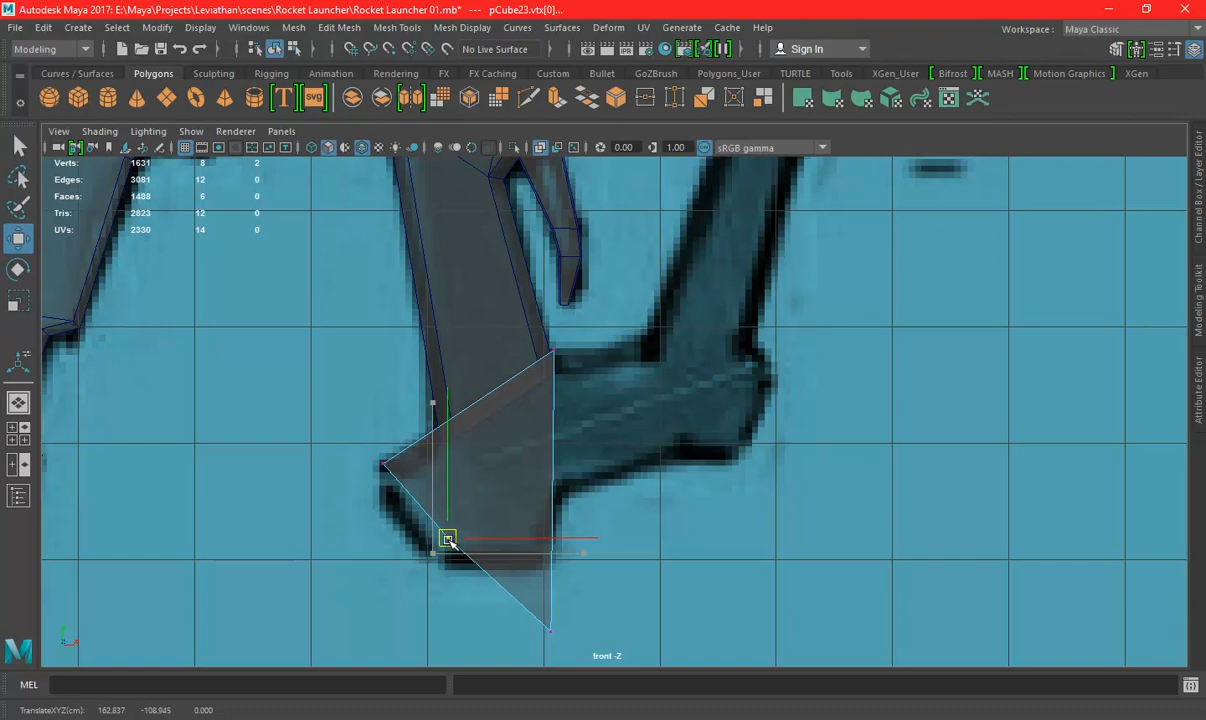 Autodesk Maya 2017: E:\Maya\Projects\Leviathan\scenes\Rocket Launcher\Rocket Launcher 01.mb* --- pCube23.vtx[0]...
File Edit Create Select Modify Display Windows Mesh Edit Mesh Mesh Tools Mesh Display Curves Surfaces Deform UV Generate Cache Help Workspace : Maya Classic
Modeling No Live Surface Sign In
Curves / Surfaces Polygons Sculpting Rigging Animation Rendering FX FX Caching Custom Bullet GoZBrush Polygons_User TURTLE Tools XGen_User Bifrost MASH Motion Graphics XGen
T svg
View Shading Lighting Show Renderer Panels
0.00 1.00 sRGB gamma
Verts: 1631 8 2
Edges: 3081 12 0
Faces: 1488 6 0
Tris: 2823 12 0
UVs: 2330 14 0
Channel Box / Layer Editor
Modeling Toolkit
Attribute Editor
front -Z
MEL
TranslateXYZ(cm): 162.837 -108.945 0.000